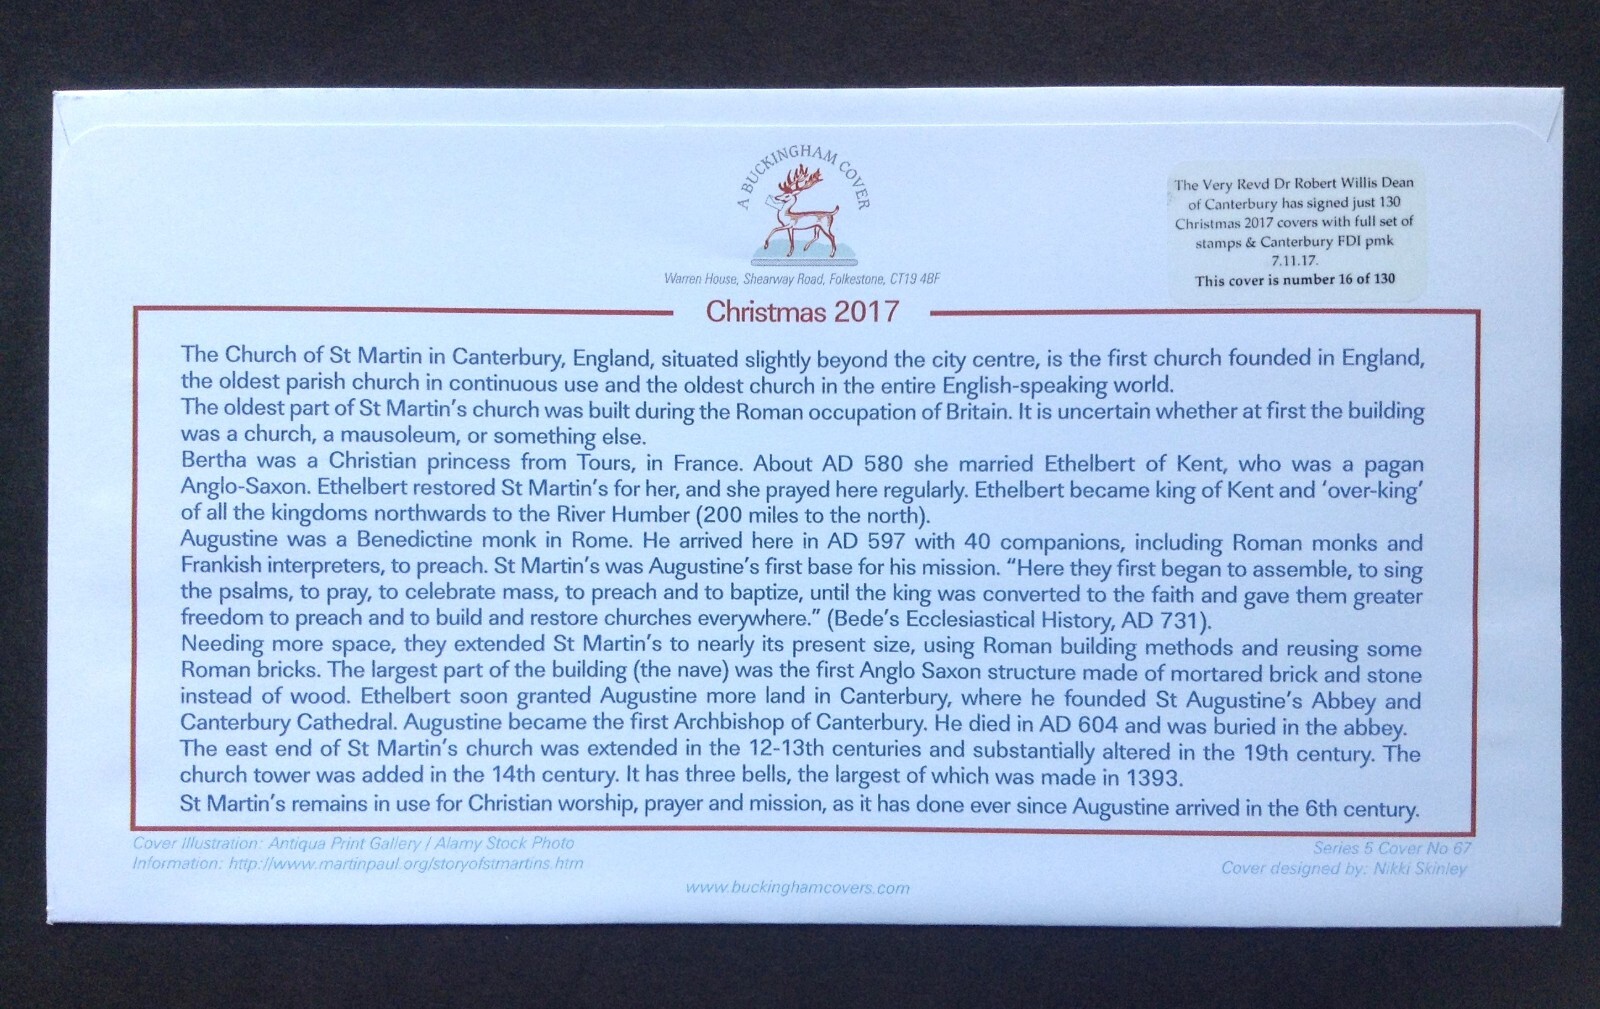 A BUCKINGHAM COVER
Warren House, Shearway Road, Folkestone, CT19 4BF
The Very Revd Dr Robert Willis Dean
of Canterbury has signed just 130
Christmas 2017 covers with full set of
stamps & Canterbury FDI pmk
7.11.17.
This cover is number 16 of 130
Christmas 2017
The Church of St Martin in Canterbury, England, situated slightly beyond the city centre, is the first church founded in England,
the oldest parish church in continuous use and the oldest church in the entire English-speaking world.
The oldest part of St Martin's church was built during the Roman occupation of Britain. It is uncertain whether at first the building
was a church, a mausoleum, or something else.
Bertha was a Christian princess from Tours, in France. About AD 580 she married Ethelbert of Kent, who was a pagan
Anglo-Saxon. Ethelbert restored St Martin's for her, and she prayed here regularly. Ethelbert became king of Kent and 'over-king'
of all the kingdoms northwards to the River Humber (200 miles to the north).
Augustine was a Benedictine monk in Rome. He arrived here in AD 597 with 40 companions, including Roman monks and
Frankish interpreters, to preach. St Martin's was Augustine's first base for his mission. "Here they first began to assemble, to sing
the psalms, to pray, to celebrate mass, to preach and to baptize, until the king was converted to the faith and gave them greater
freedom to preach and to build and restore churches everywhere." (Bede's Ecclesiastical History, AD 731).
Needing more space, they extended St Martin's to nearly its present size, using Roman building methods and reusing some
Roman bricks. The largest part of the building (the nave) was the first Anglo Saxon structure made of mortared brick and stone
instead of wood. Ethelbert soon granted Augustine more land in Canterbury, where he founded St Augustine's Abbey and
Canterbury Cathedral. Augustine became the first Archbishop of Canterbury. He died in AD 604 and was buried in the abbey.
The east end of St Martin's church was extended in the 12-13th centuries and substantially altered in the 19th century. The
church tower was added in the 14th century. It has three bells, the largest of which was made in 1393.
St Martin's remains in use for Christian worship, prayer and mission, as it has done ever since Augustine arrived in the 6th century.
Cover illustration: Antiqua Print Gallery / Alamy Stock Photo
Information: http://www.martinpaul.org/storyofstmartins.htm
Series 5 Cover No 67
Cover designed by: Nikki Skinley
www.buckinghamcovers.com